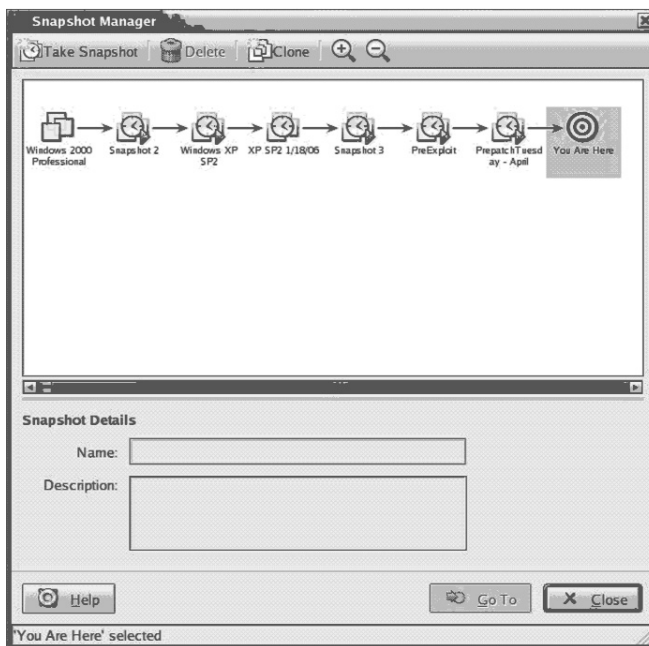 Snapshot Manager
Take Snapshot Delete Clone
Windows 2000 Professional
Snapshot 2
Windows XP SP2
XP SP2 1/18/06
Snapshot 3
PreExploit
PrepatchTuesd
ay - April
You Are Here
Snapshot Details
Name:
Description:
Help
Go To
Close
'You Are Here' selected